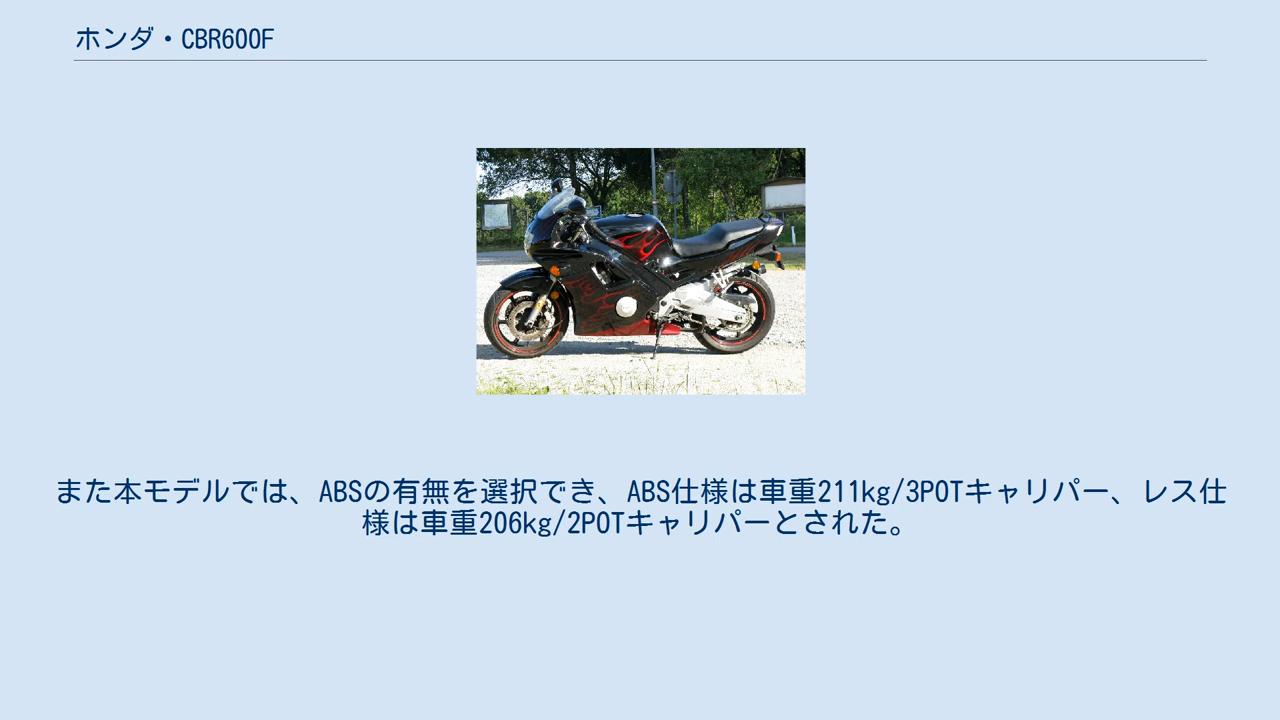 ホンダ・CBR600F
また本モデルでは、ABSの有無を選択でき、ABS仕様は車重211kg/3POTキャリパー、レス仕
様は車重206kg/2POTキャリパーとされた。